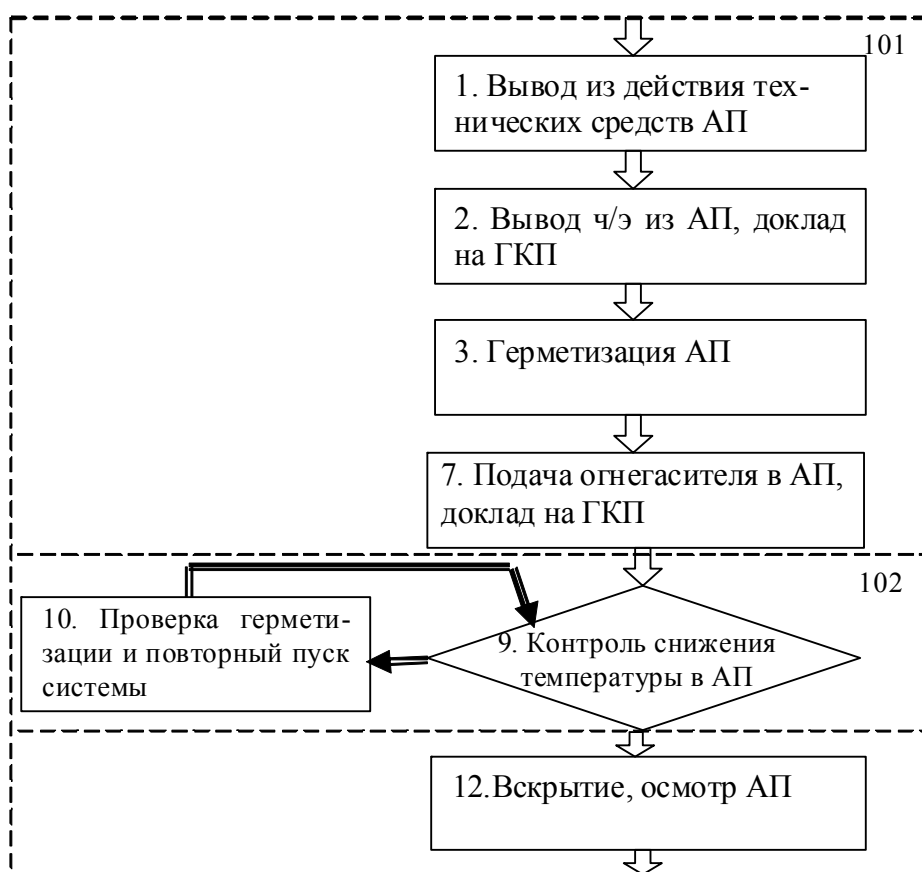 101
1. Вывод из действия тех-
нических средств АП
2. Вывод ч/э из АП, доклад
на ГКП
3. Герметизация АП
7. Подача огнегасителя в АП,
доклад на ГКП
102
10. Проверка гермети-
зации и повторный пуск
системы
9. Контроль снижения
температуры в АП
12.Вскрытие, осмотр АП